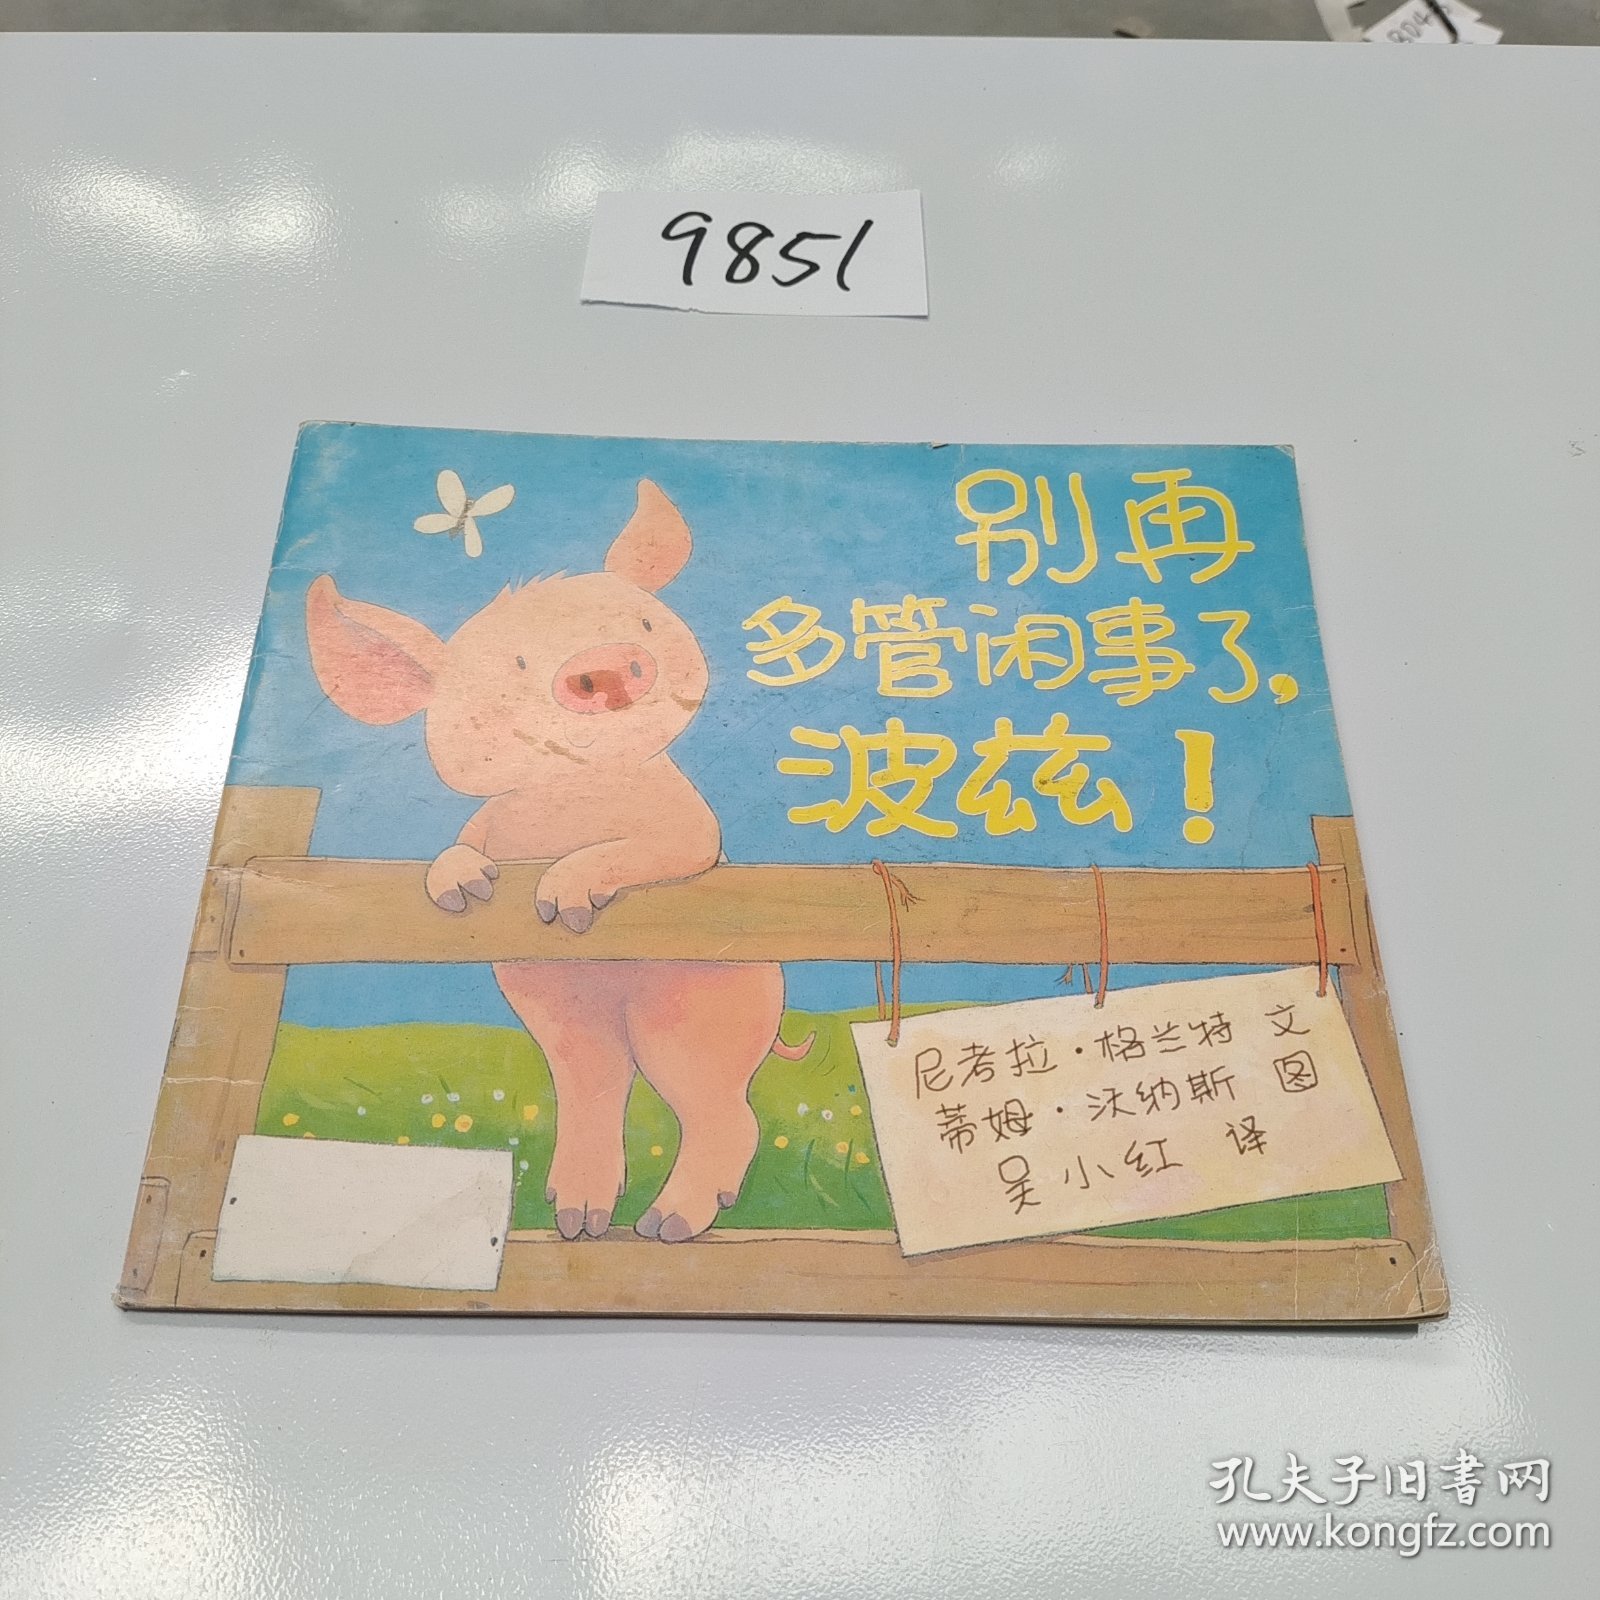 9851
别再
多管闲事了,
波兹!
尼考拉·格兰特 文
蒂姆·沃纳斯 图
吴小红 译
孔夫子旧书网
www.kongfz.com